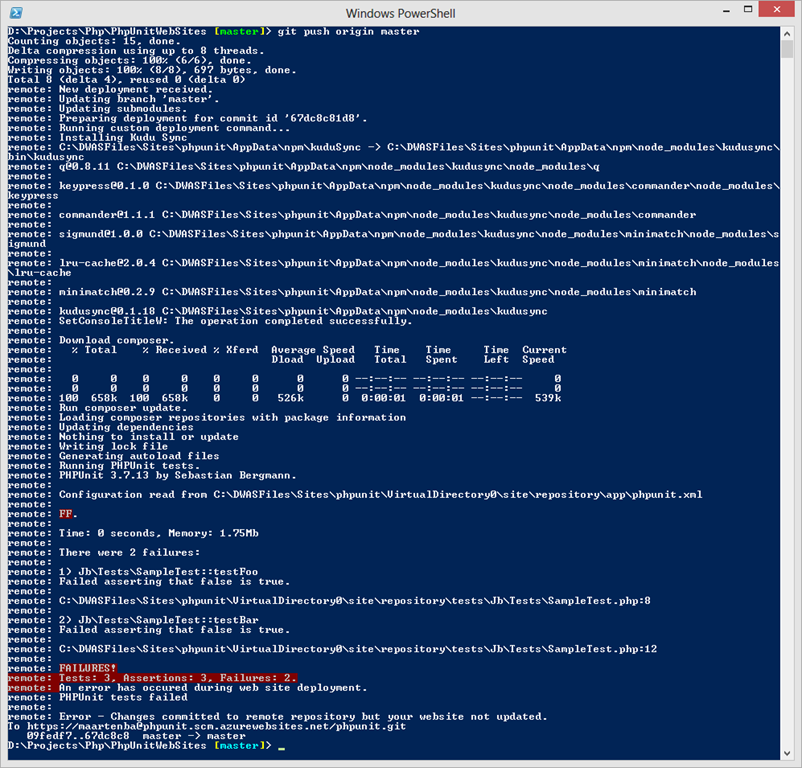 Windows PowerShell
D:\Projects\Php\PhpUnitWebSites [master]> git push origin master
Counting objects: 15, done.
Delta compression using up to 8 threads.
Compressing objects: 100% (6/6), done.
Writing objects: 100% (8/8), 697 bytes, done.
Total 8 (delta 4), reused 0 (delta 0)
remote: New deployment received.
remote: Updating branch 'master'.
remote: Updating submodules.
remote: Preparing deployment for commit id '67dc8c81d8'.
remote: Running custom deployment command...
remote: Installing Kudu Sync
remote: C:\DWASFiles\Sites\phpunit\AppData\npm\kuduSync -> C:\DWASFiles\Sites\phpunit\AppData\npm\node_modules\kudusync\
bin\kudusync
remote: q@0.8.11 C:\DWASFiles\Sites\phpunit\AppData\npm\node_modules\kudusync\node_modules\q
remote:
remote: keypress@0.1.0 C:\DWASFiles\Sites\phpunit\AppData\npm\node_modules\kudusync\node_modules\commander\node_modules\
keypress
remote:
remote: commander@1.1.1 C:\DWASFiles\Sites\phpunit\AppData\npm\node_modules\kudusync\node_modules\commander
remote:
remote: sigmund@1.0.0 C:\DWASFiles\Sites\phpunit\AppData\npm\node_modules\kudusync\node_modules\minimatch\node_modules\s
igmund
remote:
remote: lru-cache@2.0.4 C:\DWASFiles\Sites\phpunit\AppData\npm\node_modules\kudusync\node_modules\minimatch\node_modules
\lru-cache
remote:
remote: minimatch@0.2.9 C:\DWASFiles\Sites\phpunit\AppData\npm\node_modules\kudusync\node_modules\minimatch
remote:
remote: kudusync@0.1.18 C:\DWASFiles\Sites\phpunit\AppData\npm\node_modules\kudusync
remote: SetConsoleTitleW: The operation completed successfully.
remote:
remote: Download composer.
remote:   % Total    % Received % Xferd  Average Speed   Time    Time     Time  Current
remote:                                  Dload  Upload   Total   Spent    Left  Speed
remote:
remote:   0     0    0     0    0     0      0      0 --:--:-- --:--:-- --:--:--     0
remote:   0     0    0     0    0     0      0      0 --:--:-- --:--:-- --:--:--     0
remote: 100  658k  100  658k    0     0   526k      0  0:00:01  0:00:01 --:--:--  539k
remote: Run composer update.
remote: Loading composer repositories with package information
remote: Updating dependencies
remote: Nothing to install or update
remote: Writing lock file
remote: Generating autoload files
remote: Running PHPUnit tests.
remote: PHPUnit 3.7.13 by Sebastian Bergmann.
remote:
remote: Configuration read from C:\DWASFiles\Sites\phpunit\VirtualDirectory0\site\repository\app\phpunit.xml
remote:
remote: FF.
remote:
remote: Time: 0 seconds, Memory: 1.75Mb
remote:
remote: There were 2 failures:
remote:
remote: 1) Jb\Tests\SampleTest::testFoo
remote: Failed asserting that false is true.
remote:
remote: C:\DWASFiles\Sites\phpunit\VirtualDirectory0\site\repository\tests\Jb\Tests\SampleTest.php:8
remote:
remote: 2) Jb\Tests\SampleTest::testBar
remote: Failed asserting that false is true.
remote:
remote: C:\DWASFiles\Sites\phpunit\VirtualDirectory0\site\repository\tests\Jb\Tests\SampleTest.php:12
remote:
remote: FAILURES!
remote: Tests: 3, Assertions: 3, Failures: 2.
remote: An error has occured during web site deployment.
remote: PHPUnit tests failed
remote:
remote: Error - Changes committed to remote repository but your website not updated.
To https://maartenba@phpunit.scm.azurewebsites.net/phpunit.git
   09fedf7..67dc8c8  master -> master
D:\Projects\Php\PhpUnitWebSites [master]> _